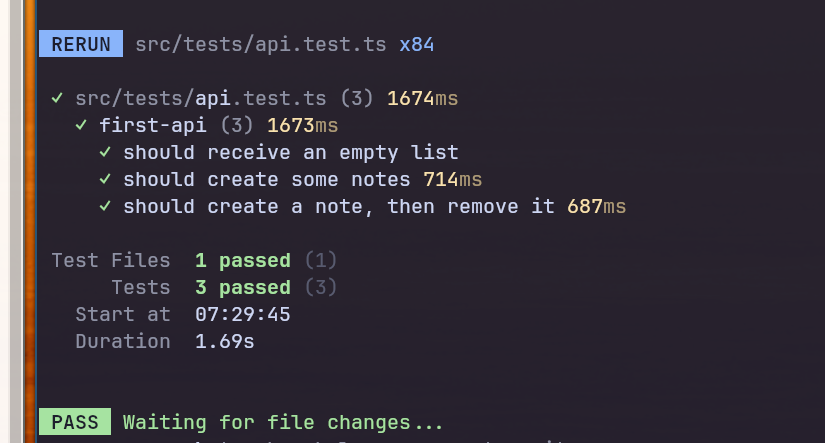 RERUN src/tests/api.test.ts x84
✓ src/tests/api.test.ts (3) 1674ms
✓ first-api (3) 1673ms
✓ should receive an empty list
✓ should create some notes 714ms
✓ should create a note, then remove it 687ms
Test Files 1 passed (1)
Tests 3 passed (3)
Start at 07:29:45
Duration 1.69s
PASS Waiting for file changes...